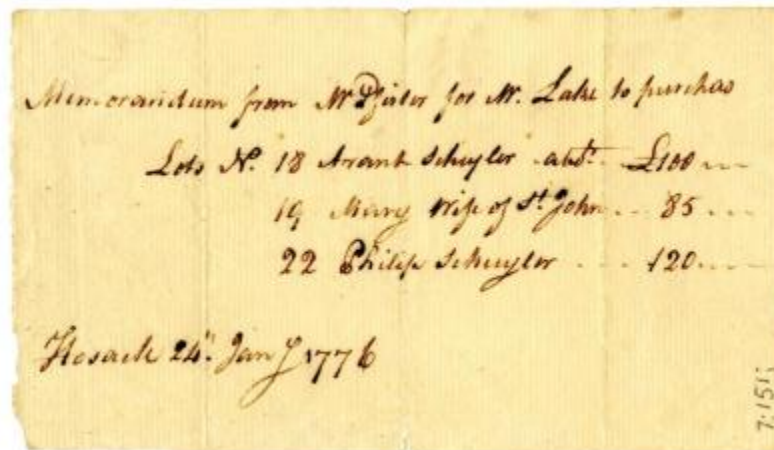 Memorandum from Mr Pfister for Mr. Lake to purchas
Lots No. 18 Arant Schuyler abt. £100
19 Mary Wife of St. John 85
22 Philip Schuyler 120
Hosack 24th Jany 1776
7:151